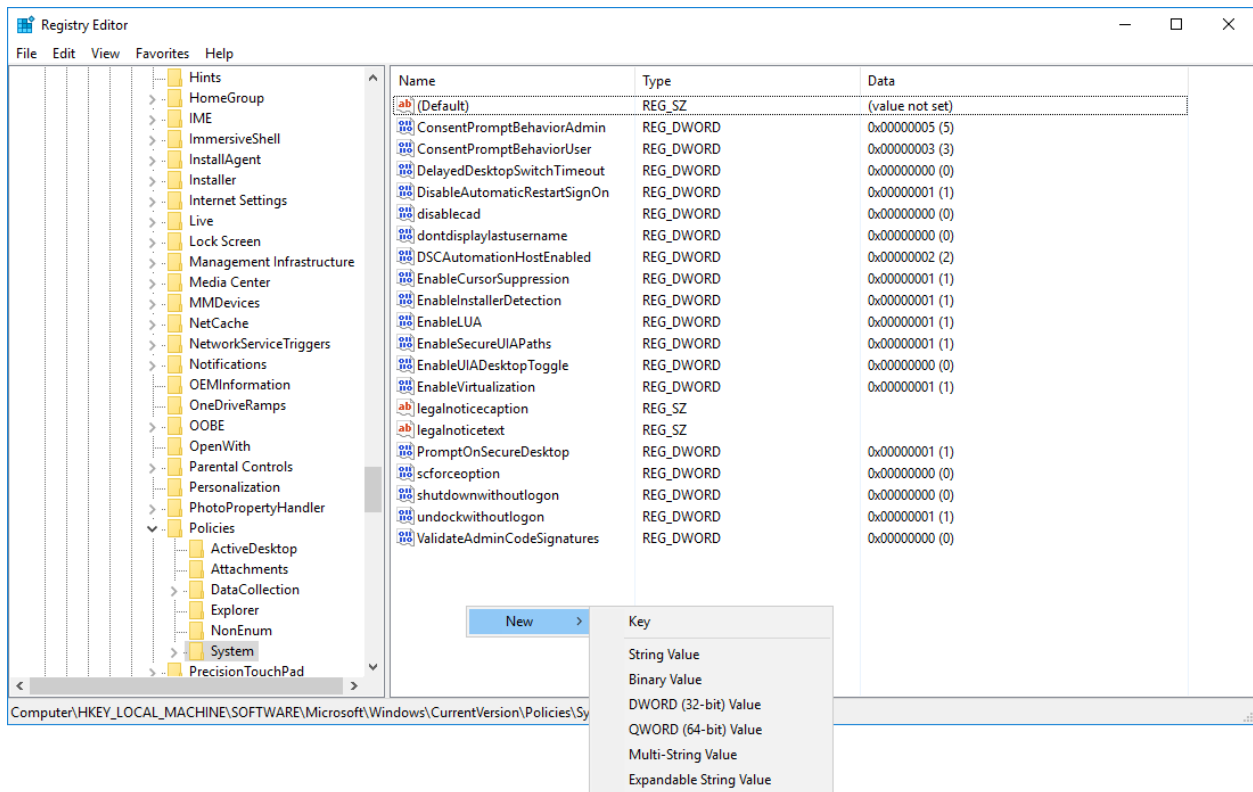 Registry Editor
File Edit View Favorites Help
Hints
HomeGroup
IME
ImmersiveShell
InstallAgent
Installer
Internet Settings
Live
Lock Screen
Management Infrastructure
Media Center
MMDevices
NetCache
NetworkServiceTriggers
Notifications
OEMInformation
OneDriveRamps
OOBE
OpenWith
Parental Controls
Personalization
PhotoPropertyHandler
Policies
ActiveDesktop
Attachments
DataCollection
Explorer
NonEnum
System
PrecisionTouchPad
Name Type Data
(Default) REG_SZ (value not set)
ConsentPromptBehaviorAdmin REG_DWORD 0x00000005 (5)
ConsentPromptBehaviorUser REG_DWORD 0x00000003 (3)
DelayedDesktopSwitchTimeout REG_DWORD 0x00000000 (0)
DisableAutomaticRestartSignOn REG_DWORD 0x00000001 (1)
disablecad REG_DWORD 0x00000000 (0)
dontdisplaylastusername REG_DWORD 0x00000000 (0)
DSCAutomationHostEnabled REG_DWORD 0x00000002 (2)
EnableCursorSuppression REG_DWORD 0x00000001 (1)
EnableInstallerDetection REG_DWORD 0x00000001 (1)
EnableLUA REG_DWORD 0x00000001 (1)
EnableSecureUIAPaths REG_DWORD 0x00000001 (1)
EnableUIADesktopToggle REG_DWORD 0x00000000 (0)
EnableVirtualization REG_DWORD 0x00000001 (1)
legalnoticecaption REG_SZ
legalnoticetext REG_SZ
PromptOnSecureDesktop REG_DWORD 0x00000001 (1)
scforceoption REG_DWORD 0x00000000 (0)
shutdownwithoutlogon REG_DWORD 0x00000000 (0)
undockwithoutlogon REG_DWORD 0x00000001 (1)
ValidateAdminCodeSignatures REG_DWORD 0x00000000 (0)
New
Key
String Value
Binary Value
DWORD (32-bit) Value
QWORD (64-bit) Value
Multi-String Value
Expandable String Value
Computer\HKEY_LOCAL_MACHINE\SOFTWARE\Microsoft\Windows\CurrentVersion\Policies\Sy